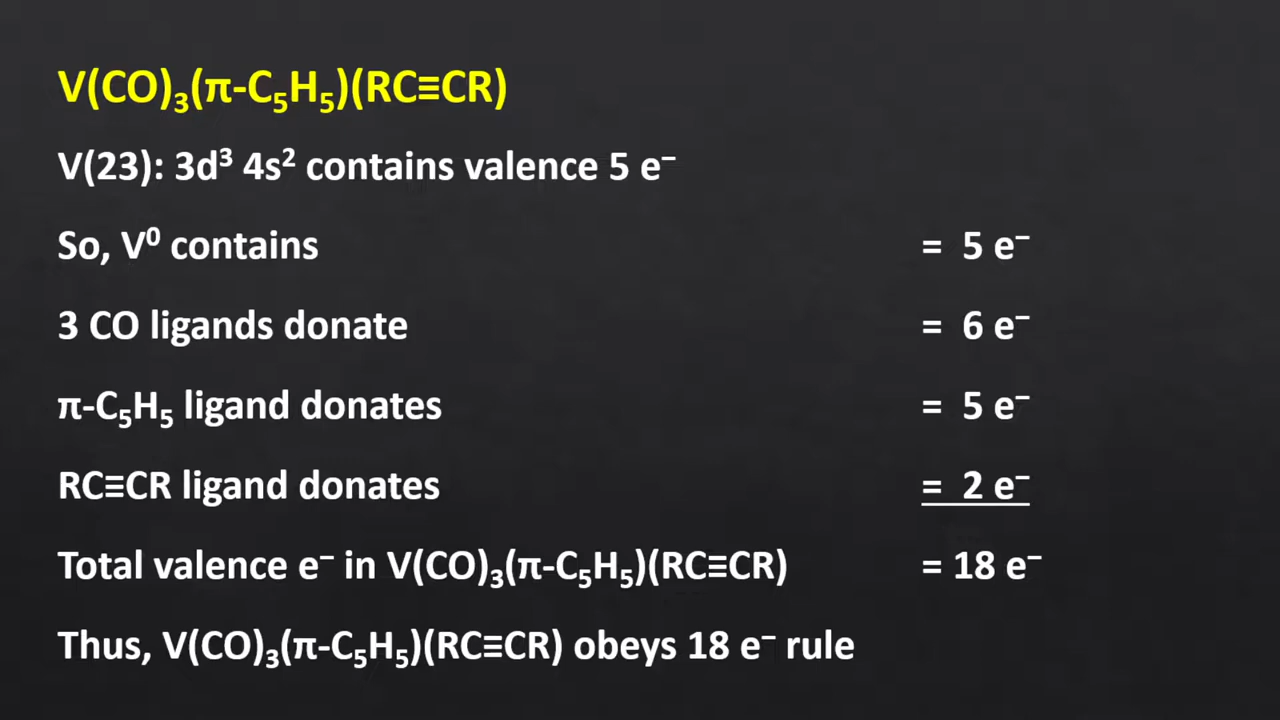 V(CO)₃(π-C₅H₅)(RC≡CR)
V(23): 3d³ 4s² contains valence 5 e⁻
So, V⁰ contains = 5 e⁻
3 CO ligands donate = 6 e⁻
π-C₅H₅ ligand donates = 5 e⁻
RC≡CR ligand donates = 2 e⁻
Total valence e⁻ in V(CO)₃(π-C₅H₅)(RC≡CR) = 18 e⁻
Thus, V(CO)₃(π-C₅H₅)(RC≡CR) obeys 18 e⁻ rule